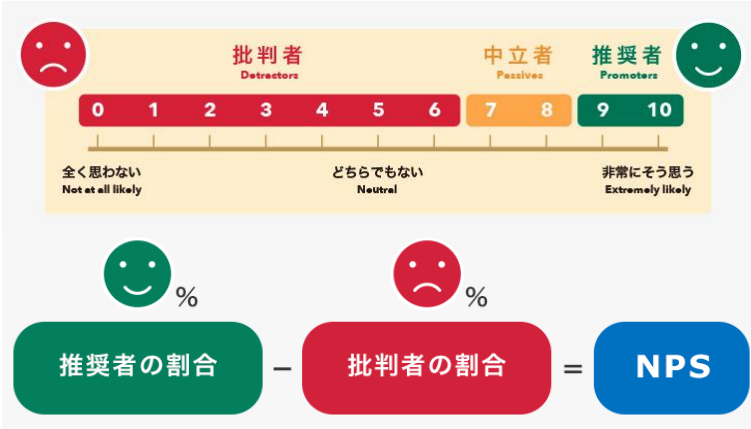 批判者 中立者 推奨者
Detractors Passives Promoters
0 1 2 3 4 5 6 7 8 9 10
全く思わない どちらでもない 非常にそう思う
Not at all likely Neutral Extremely likely
% %
推奨者の割合 − 批判者の割合 = NPS